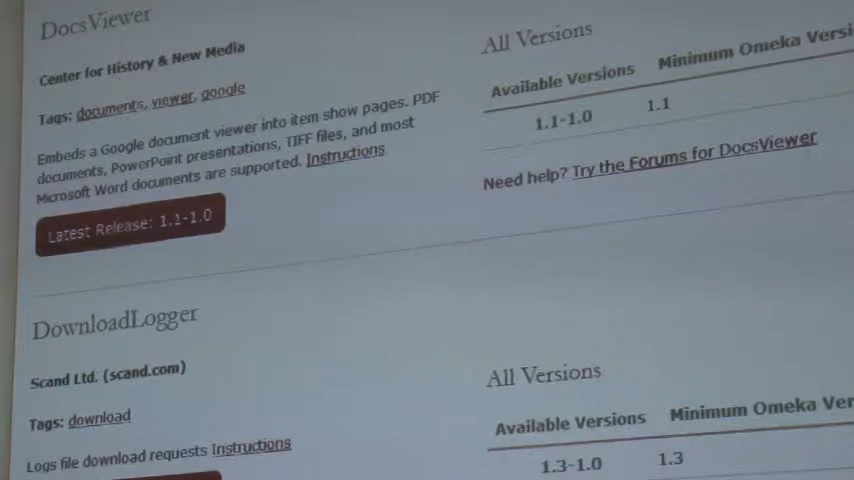 DocsViewer
Center for History & New Media
Tags: documents, viewer, google
Embeds a Google document viewer into item show pages. PDF
documents, PowerPoint presentations, TIFF files, and most
Microsoft Word documents are supported. Instructions
Latest Release: 1.1-1.0
All Versions
Available Versions Minimum Omeka Versi
1.1-1.0 1.1
Need help? Try the Forums for DocsViewer
DownloadLogger
Scand Ltd. (scand.com)
Tags: download
Logs file download requests Instructions
All Versions
Available Versions Minimum Omeka Ver
1.3-1.0 1.3